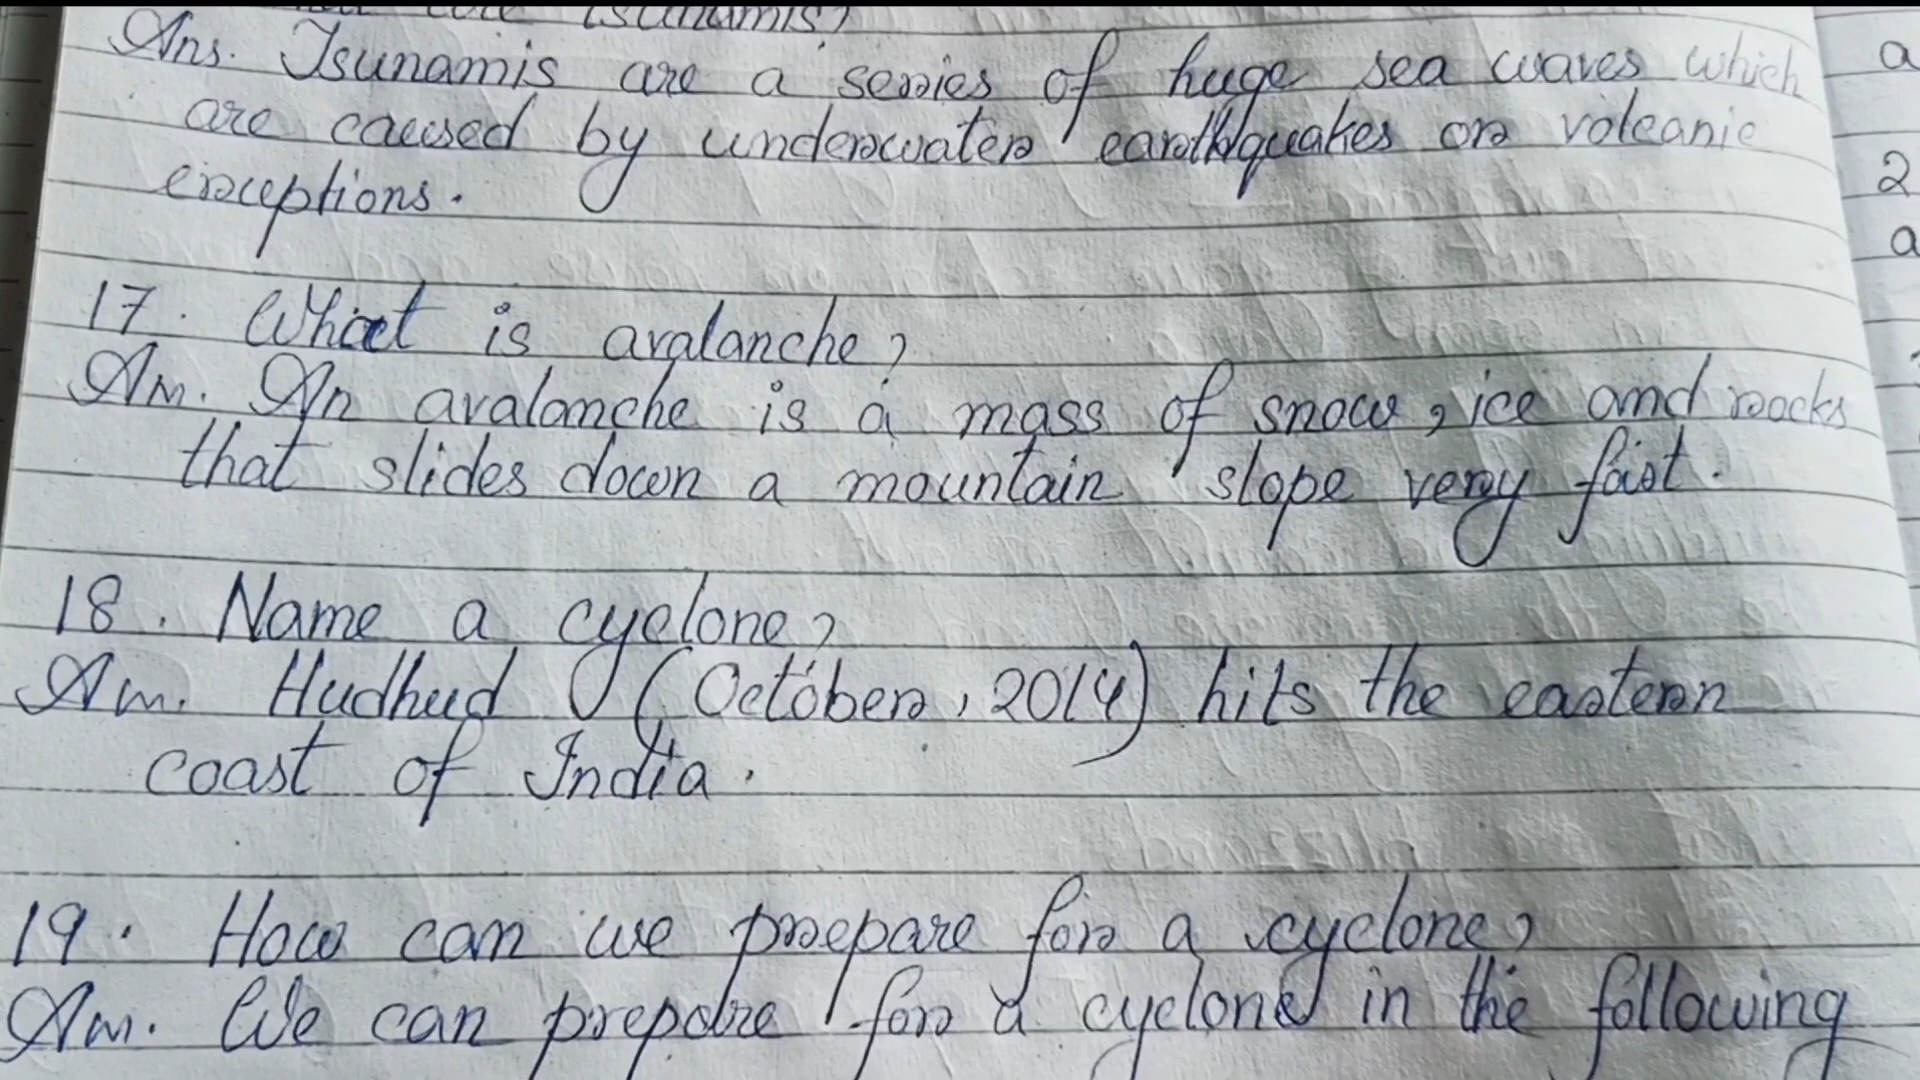 are tsunamis?
Ans. Tsunamis are a series of huge sea waves which
are caused by underwater earthquakes or volcanic
eruptions.
17. What is avalanche?
Ans. An avalanche is a mass of snow, ice and rocks
that slides down a mountain slope very fast.
18. Name a cyclone?
Ans. Hudhud (October, 2014) hits the eastern
coast of India.
19. How can we prepare for a cyclone?
Ans. We can prepare for a cyclone in the following
a
2
a